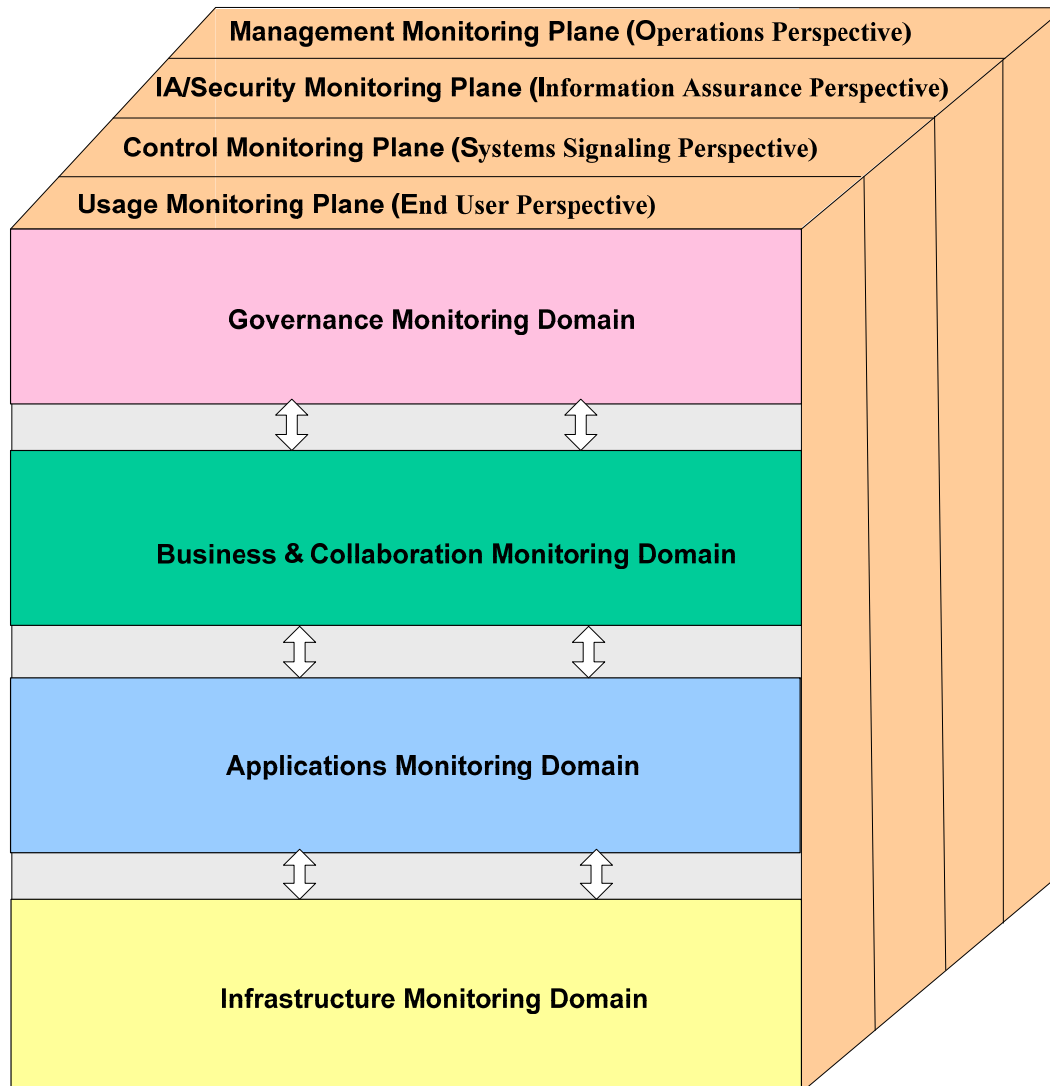 Management Monitoring Plane (Operations Perspective)
IA/Security Monitoring Plane (Information Assurance Perspective)
Control Monitoring Plane (Systems Signaling Perspective)
Usage Monitoring Plane (End User Perspective)
Governance Monitoring Domain
Business & Collaboration Monitoring Domain
Applications Monitoring Domain
Infrastructure Monitoring Domain